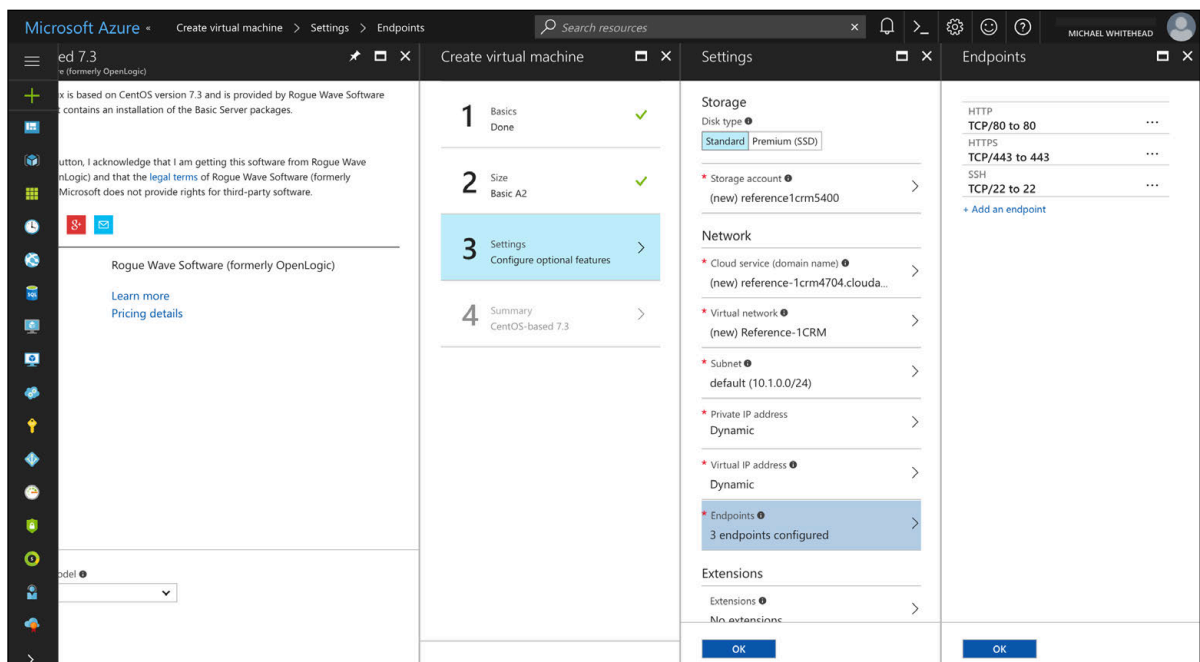 Microsoft Azure «
Create virtual machine > Settings > Endpoints
Search resources
MICHAEL WHITEHEAD
ed 7.3
e (formerly OpenLogic)
x is based on CentOS version 7.3 and is provided by Rogue Wave Software
t contains an installation of the Basic Server packages.
utton, I acknowledge that I am getting this software from Rogue Wave
nLogic) and that the legal terms of Rogue Wave Software (formerly
Microsoft does not provide rights for third-party software.
Rogue Wave Software (formerly OpenLogic)
Learn more
Pricing details
odel
Create virtual machine
1
Basics
Done
2
Size
Basic A2
3
Settings
Configure optional features
4
Summary
CentOS-based 7.3
Settings
Storage
Disk type
Standard Premium (SSD)
* Storage account
(new) reference1crm5400
Network
* Cloud service (domain name)
(new) reference-1crm4704.clouda...
* Virtual network
(new) Reference-1CRM
* Subnet
default (10.1.0.0/24)
* Private IP address
Dynamic
* Virtual IP address
Dynamic
* Endpoints
3 endpoints configured
Extensions
Extensions
No extensions
OK
Endpoints
HTTP
TCP/80 to 80 ...
HTTPS
TCP/443 to 443 ...
SSH
TCP/22 to 22 ...
+ Add an endpoint
OK